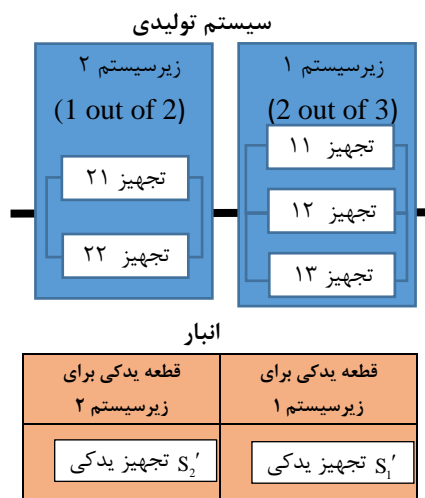 سیستم تولیدی
زیرسیستم ۱
(2 out of 3)
تجهیز ۱۱
تجهیز ۱۲
تجهیز ۱۳
زیرسیستم ۲
(1 out of 2)
تجهیز ۲۱
تجهیز ۲۲
انبار
قطعه یدکی برای
زیرسیستم ۱
قطعه یدکی برای
زیرسیستم ۲
S₁′ تجهیز یدکی
S₂′ تجهیز یدکی